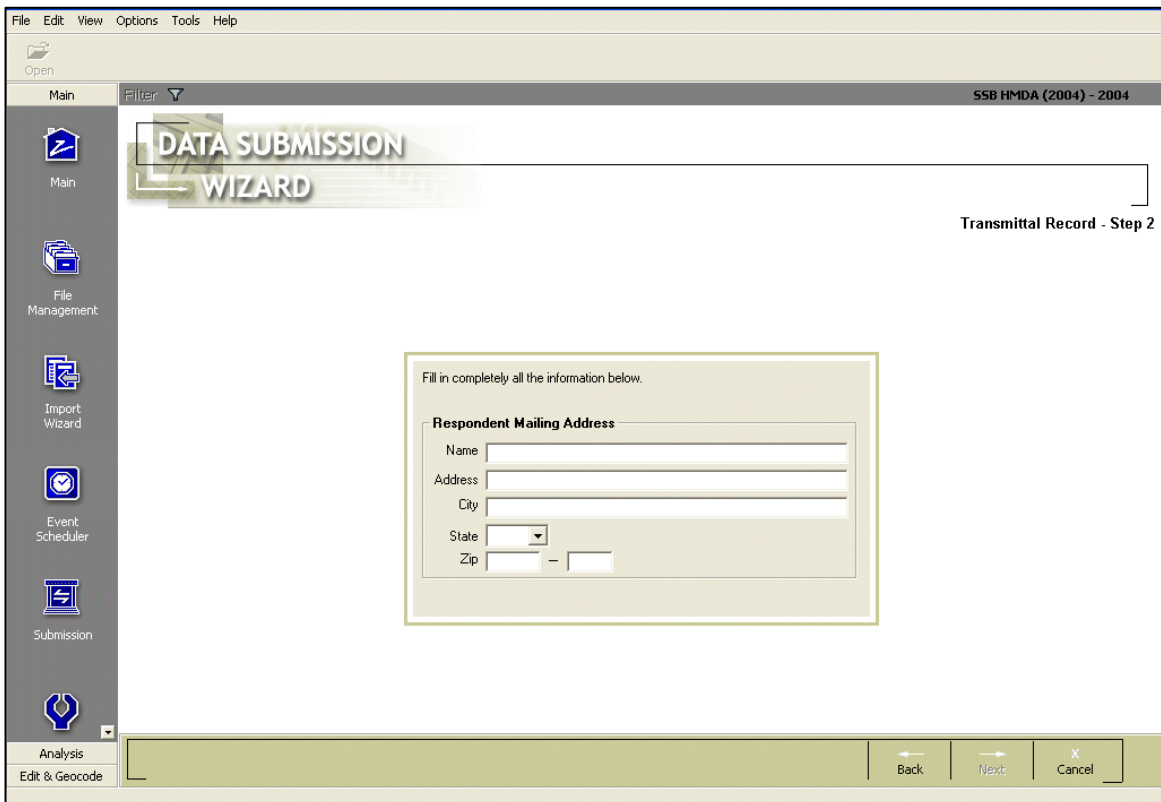 File Edit View Options Tools Help
Open
Main
Filter
SSB HMDA (2004) - 2004
DATA SUBMISSION
WIZARD
Transmittal Record - Step 2
Main
File
Management
Import
Wizard
Event
Scheduler
Submission
Fill in completely all the information below.
Respondent Mailing Address
Name
Address
City
State
Zip –
Analysis
Edit & Geocode
Back
Next
X
Cancel